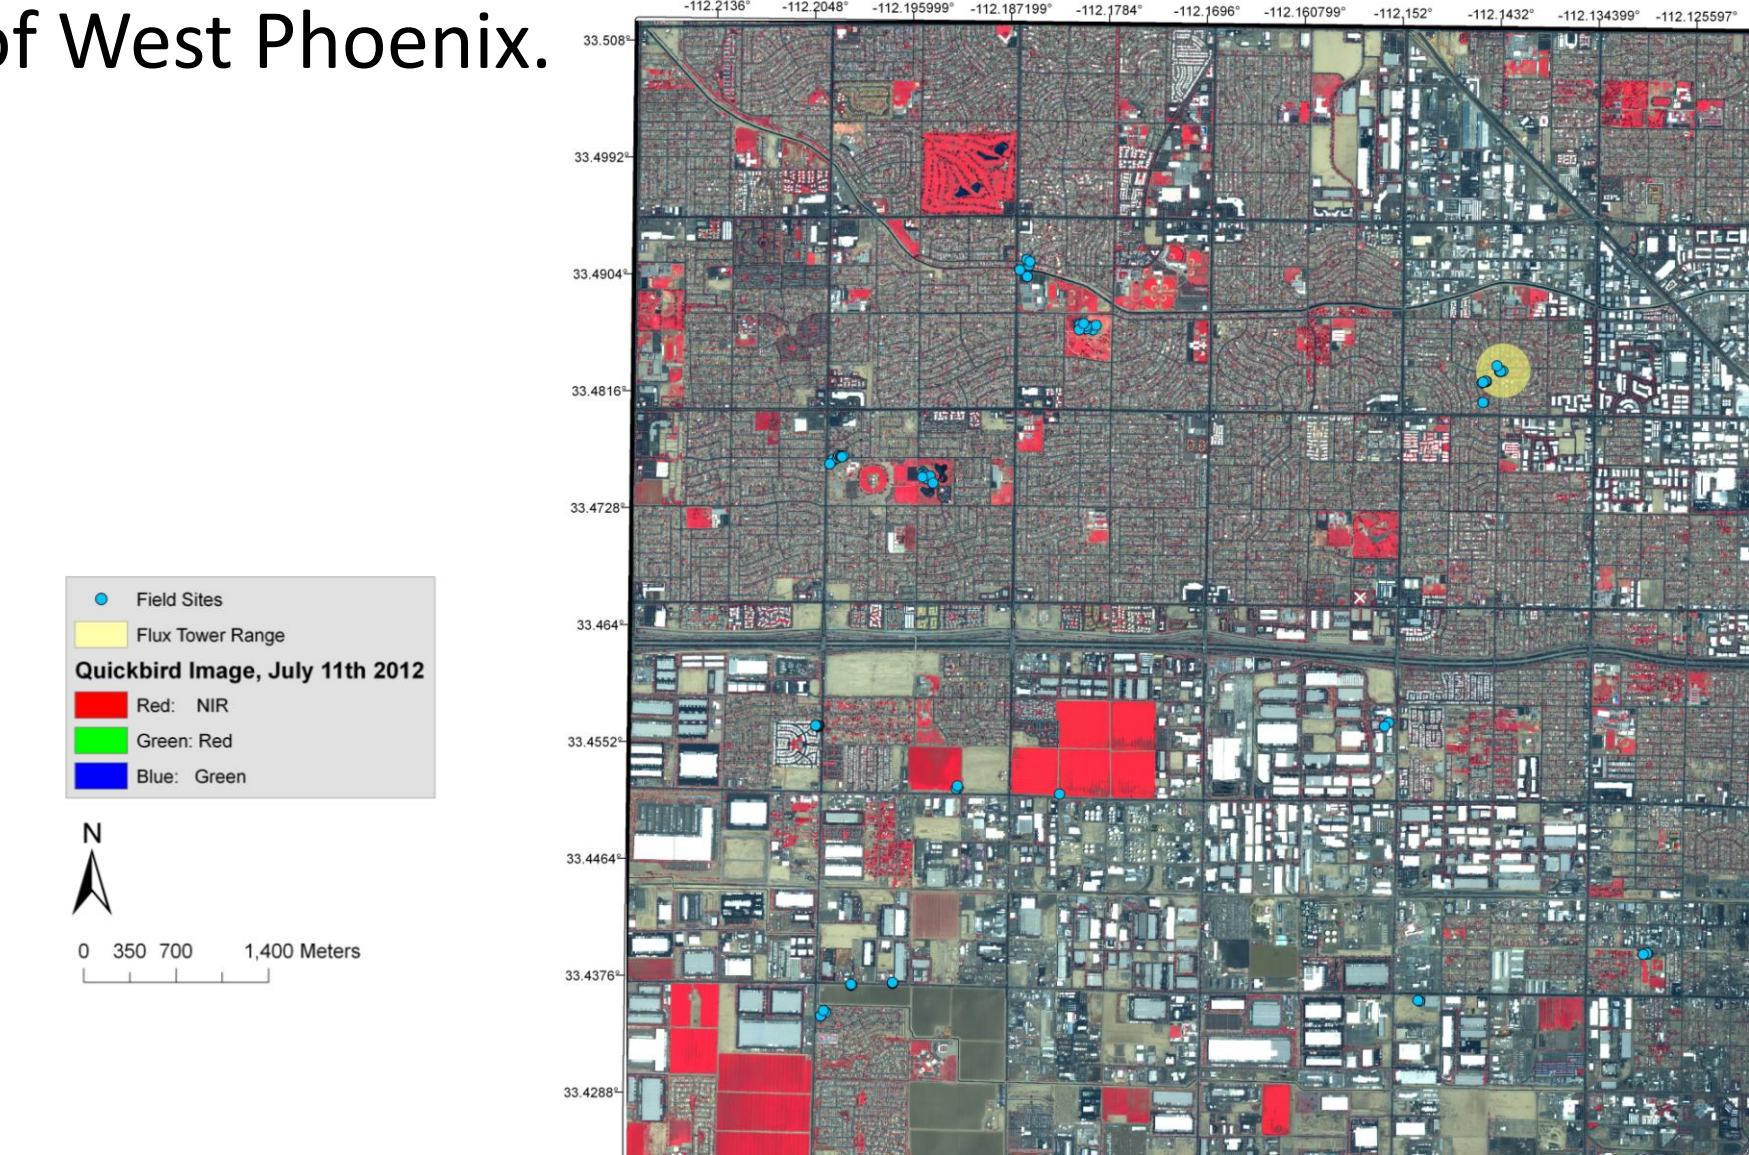 of West Phoenix.
-112.2136° -112.2048° -112.195999° -112.187199° -112.1784° -112.1696° -112.160799° -112.152° -112.1432° -112.134399° -112.125597°
33.508°
33.4992°
33.4904°
33.4816°
33.4728°
33.464°
33.4552°
33.4464°
33.4376°
33.4288°
Field Sites
Flux Tower Range
Quickbird Image, July 11th 2012
Red: NIR
Green: Red
Blue: Green
N
0 350 700 1,400 Meters